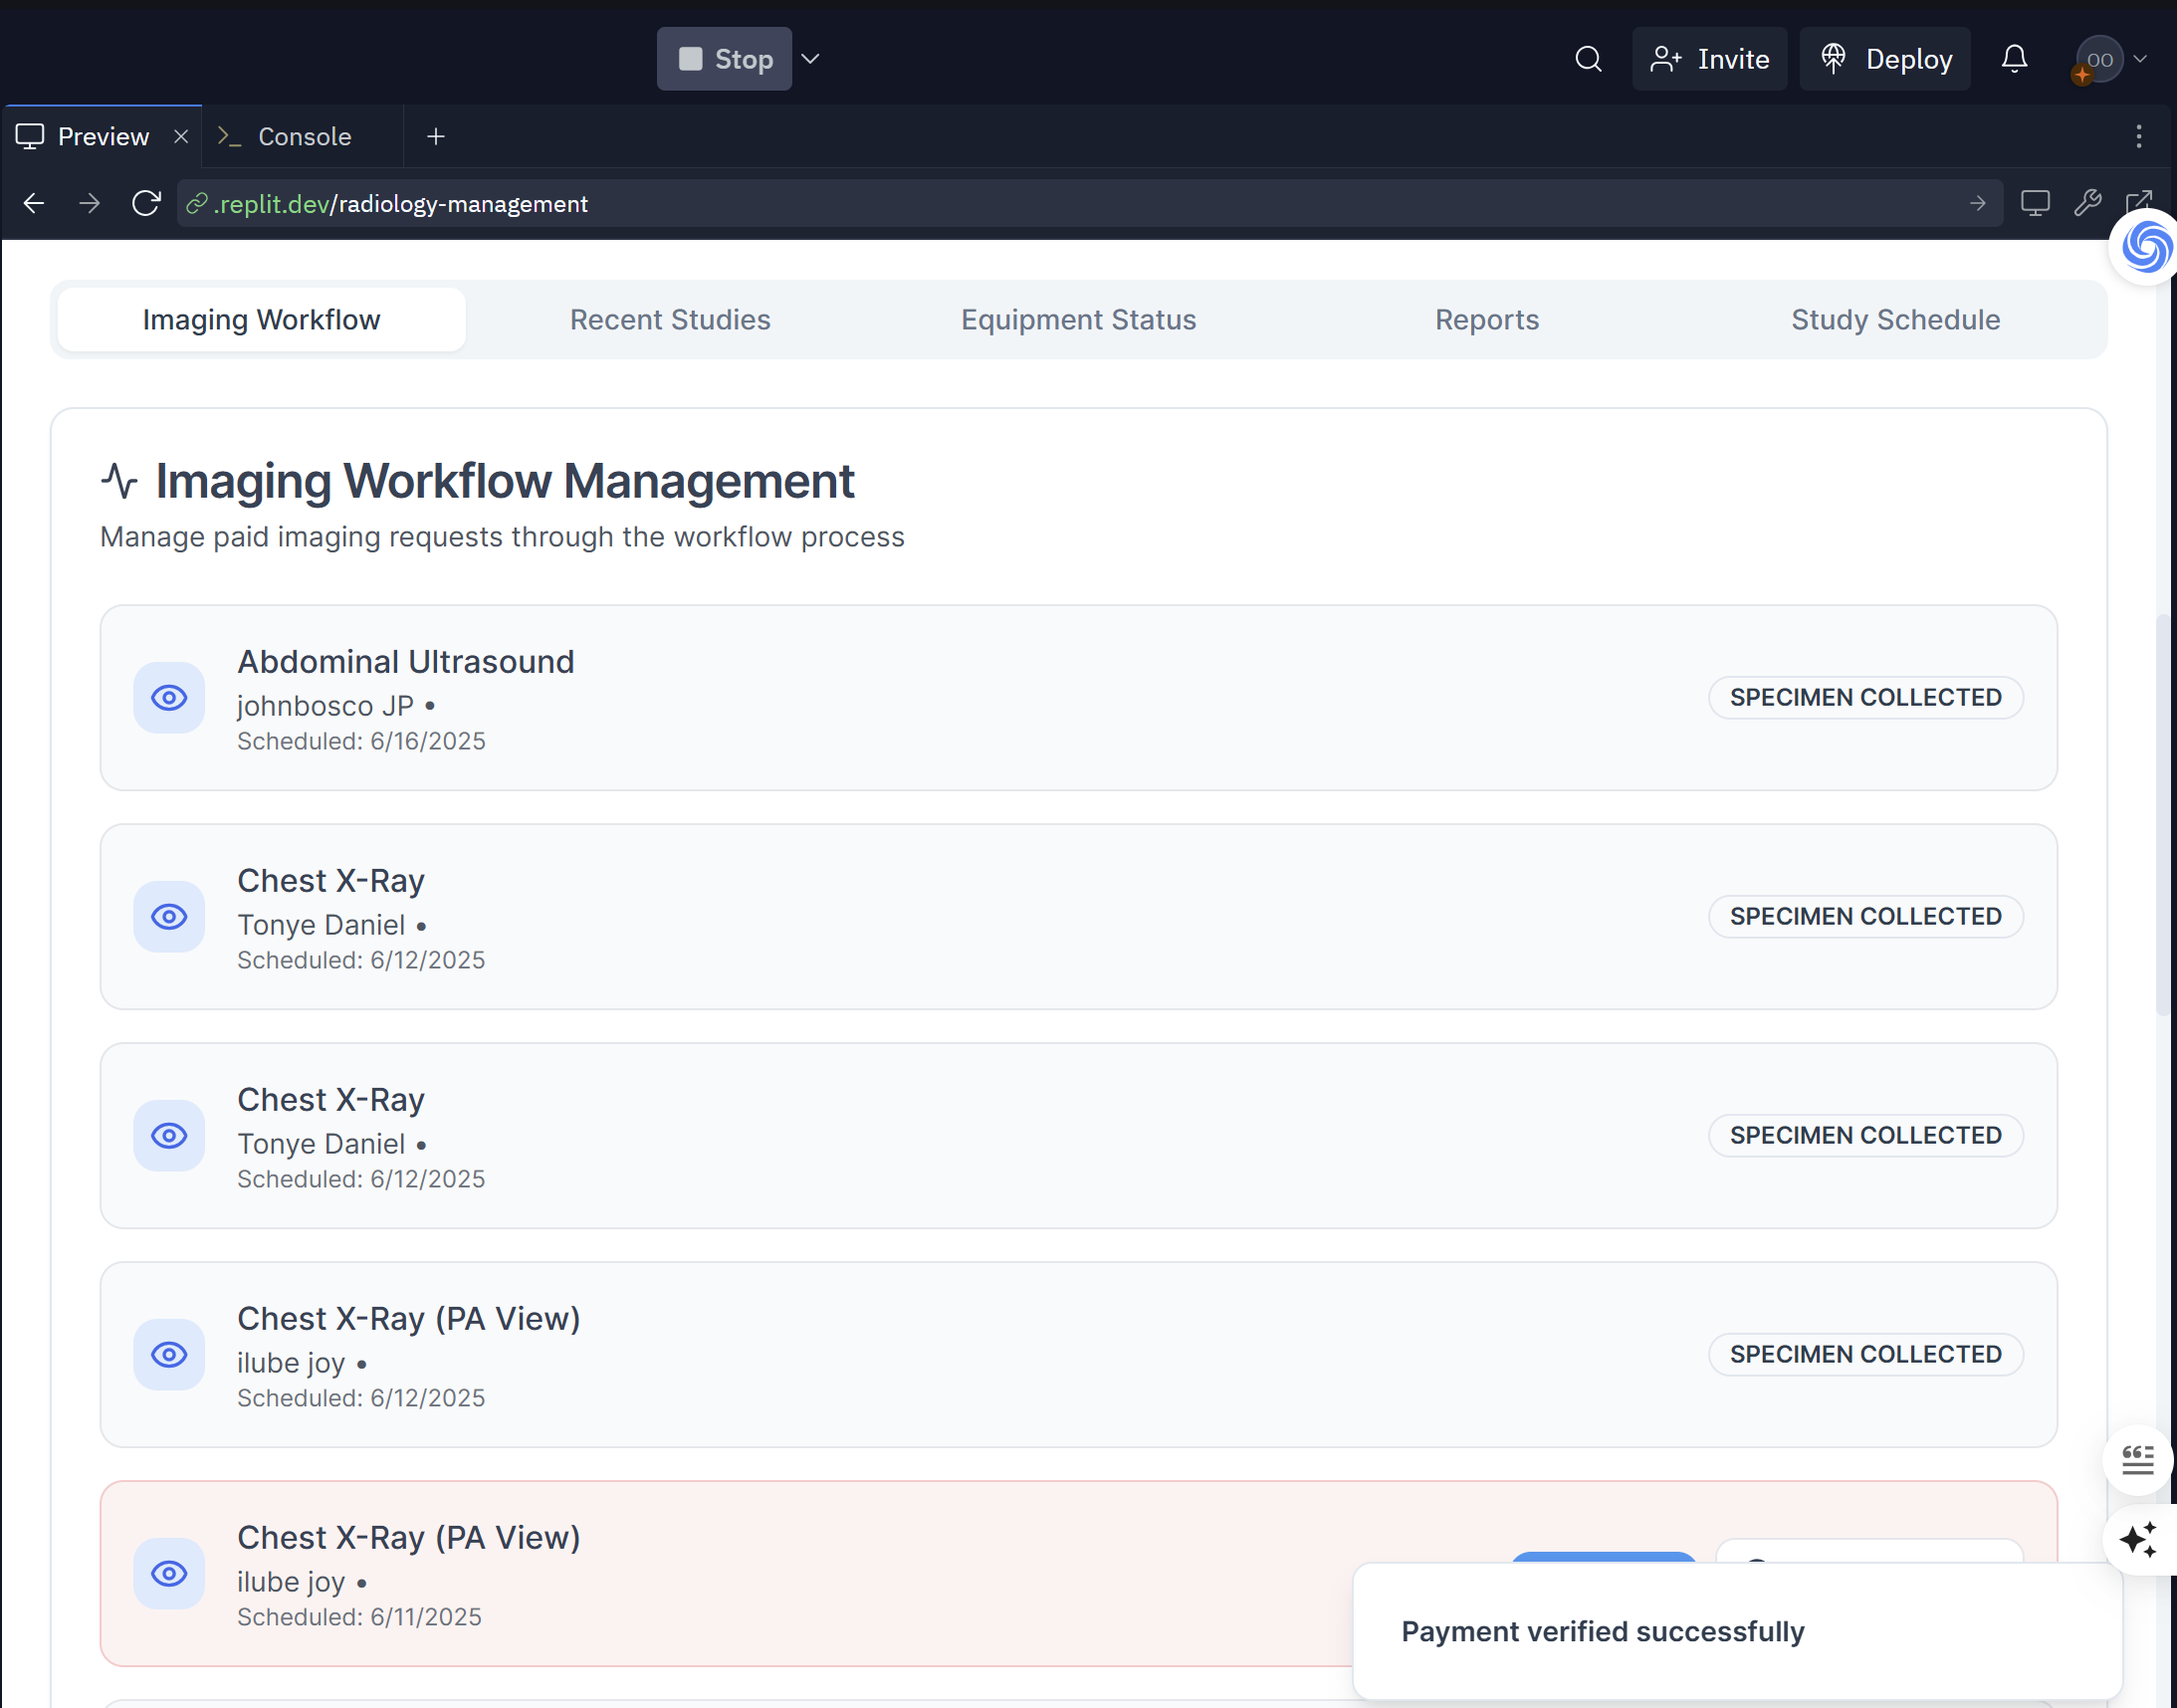 Stop
Invite
Deploy
OO
Preview
Console
.replit.dev/radiology-management
Imaging Workflow
Recent Studies
Equipment Status
Reports
Study Schedule
Imaging Workflow Management
Manage paid imaging requests through the workflow process
Abdominal Ultrasound
johnbosco JP •
Scheduled: 6/16/2025
SPECIMEN COLLECTED
Chest X-Ray
Tonye Daniel •
Scheduled: 6/12/2025
SPECIMEN COLLECTED
Chest X-Ray
Tonye Daniel •
Scheduled: 6/12/2025
SPECIMEN COLLECTED
Chest X-Ray (PA View)
ilube joy •
Scheduled: 6/12/2025
SPECIMEN COLLECTED
Chest X-Ray (PA View)
ilube joy •
Scheduled: 6/11/2025
Payment verified successfully